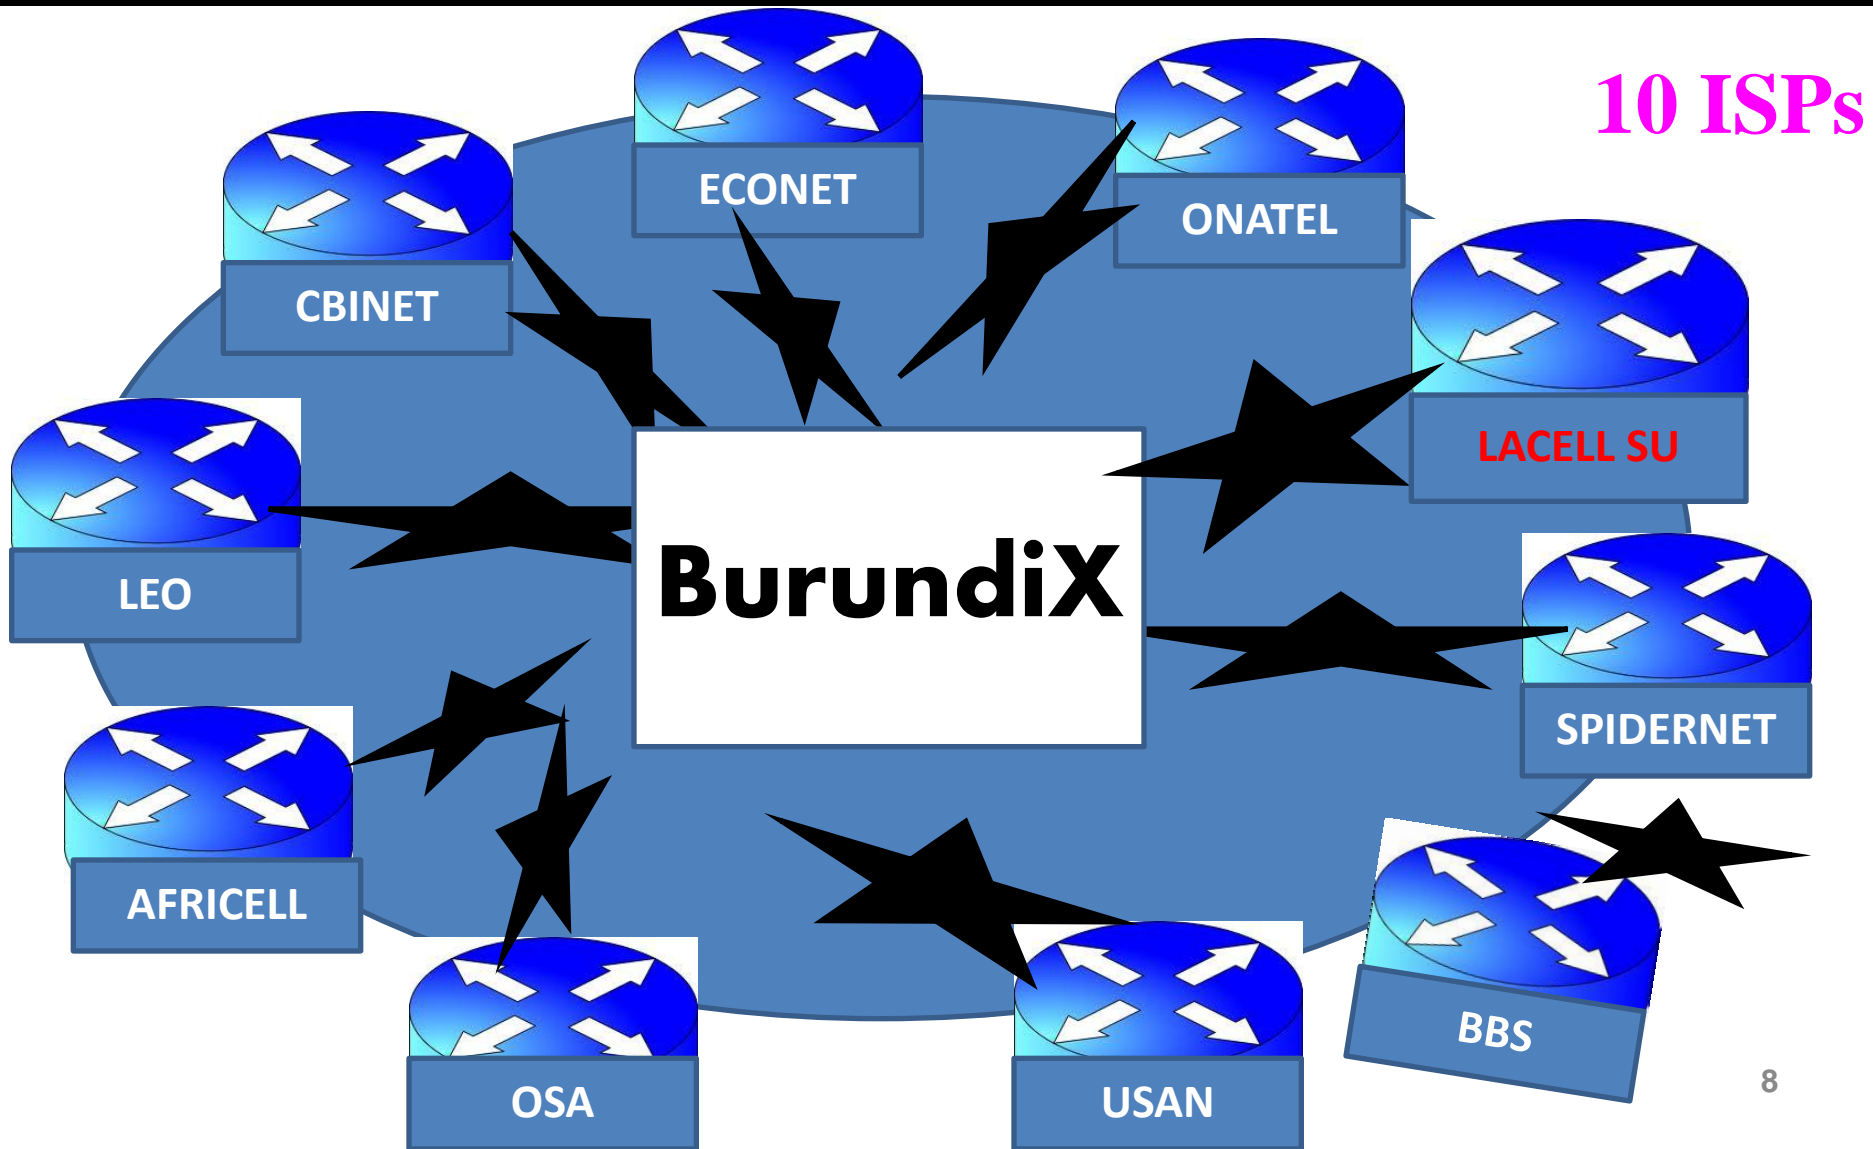 10 ISPs
ECONET
ONATEL
CBINET
LACELL SU
BurundiX
LEO
SPIDERNET
AFRICELL
BBS
OSA
USAN
8